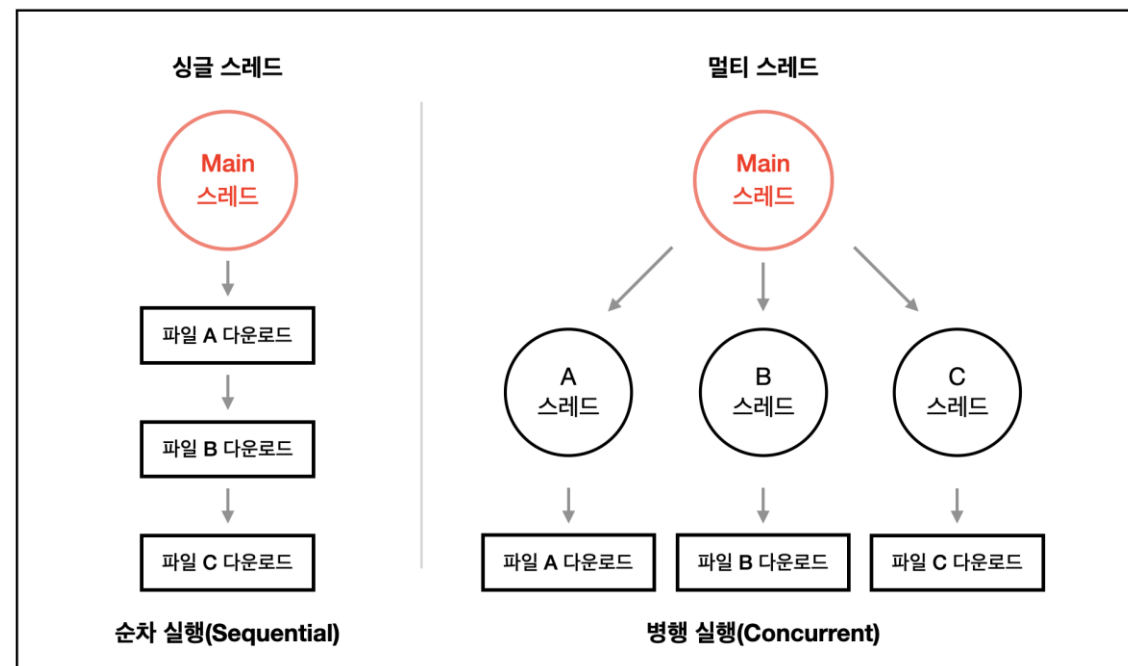 싱글 스레드
Main
스레드
파일 A 다운로드
파일 B 다운로드
파일 C 다운로드
순차 실행(Sequential)
멀티 스레드
Main
스레드
A
스레드
B
스레드
C
스레드
파일 A 다운로드
파일 B 다운로드
파일 C 다운로드
병행 실행(Concurrent)